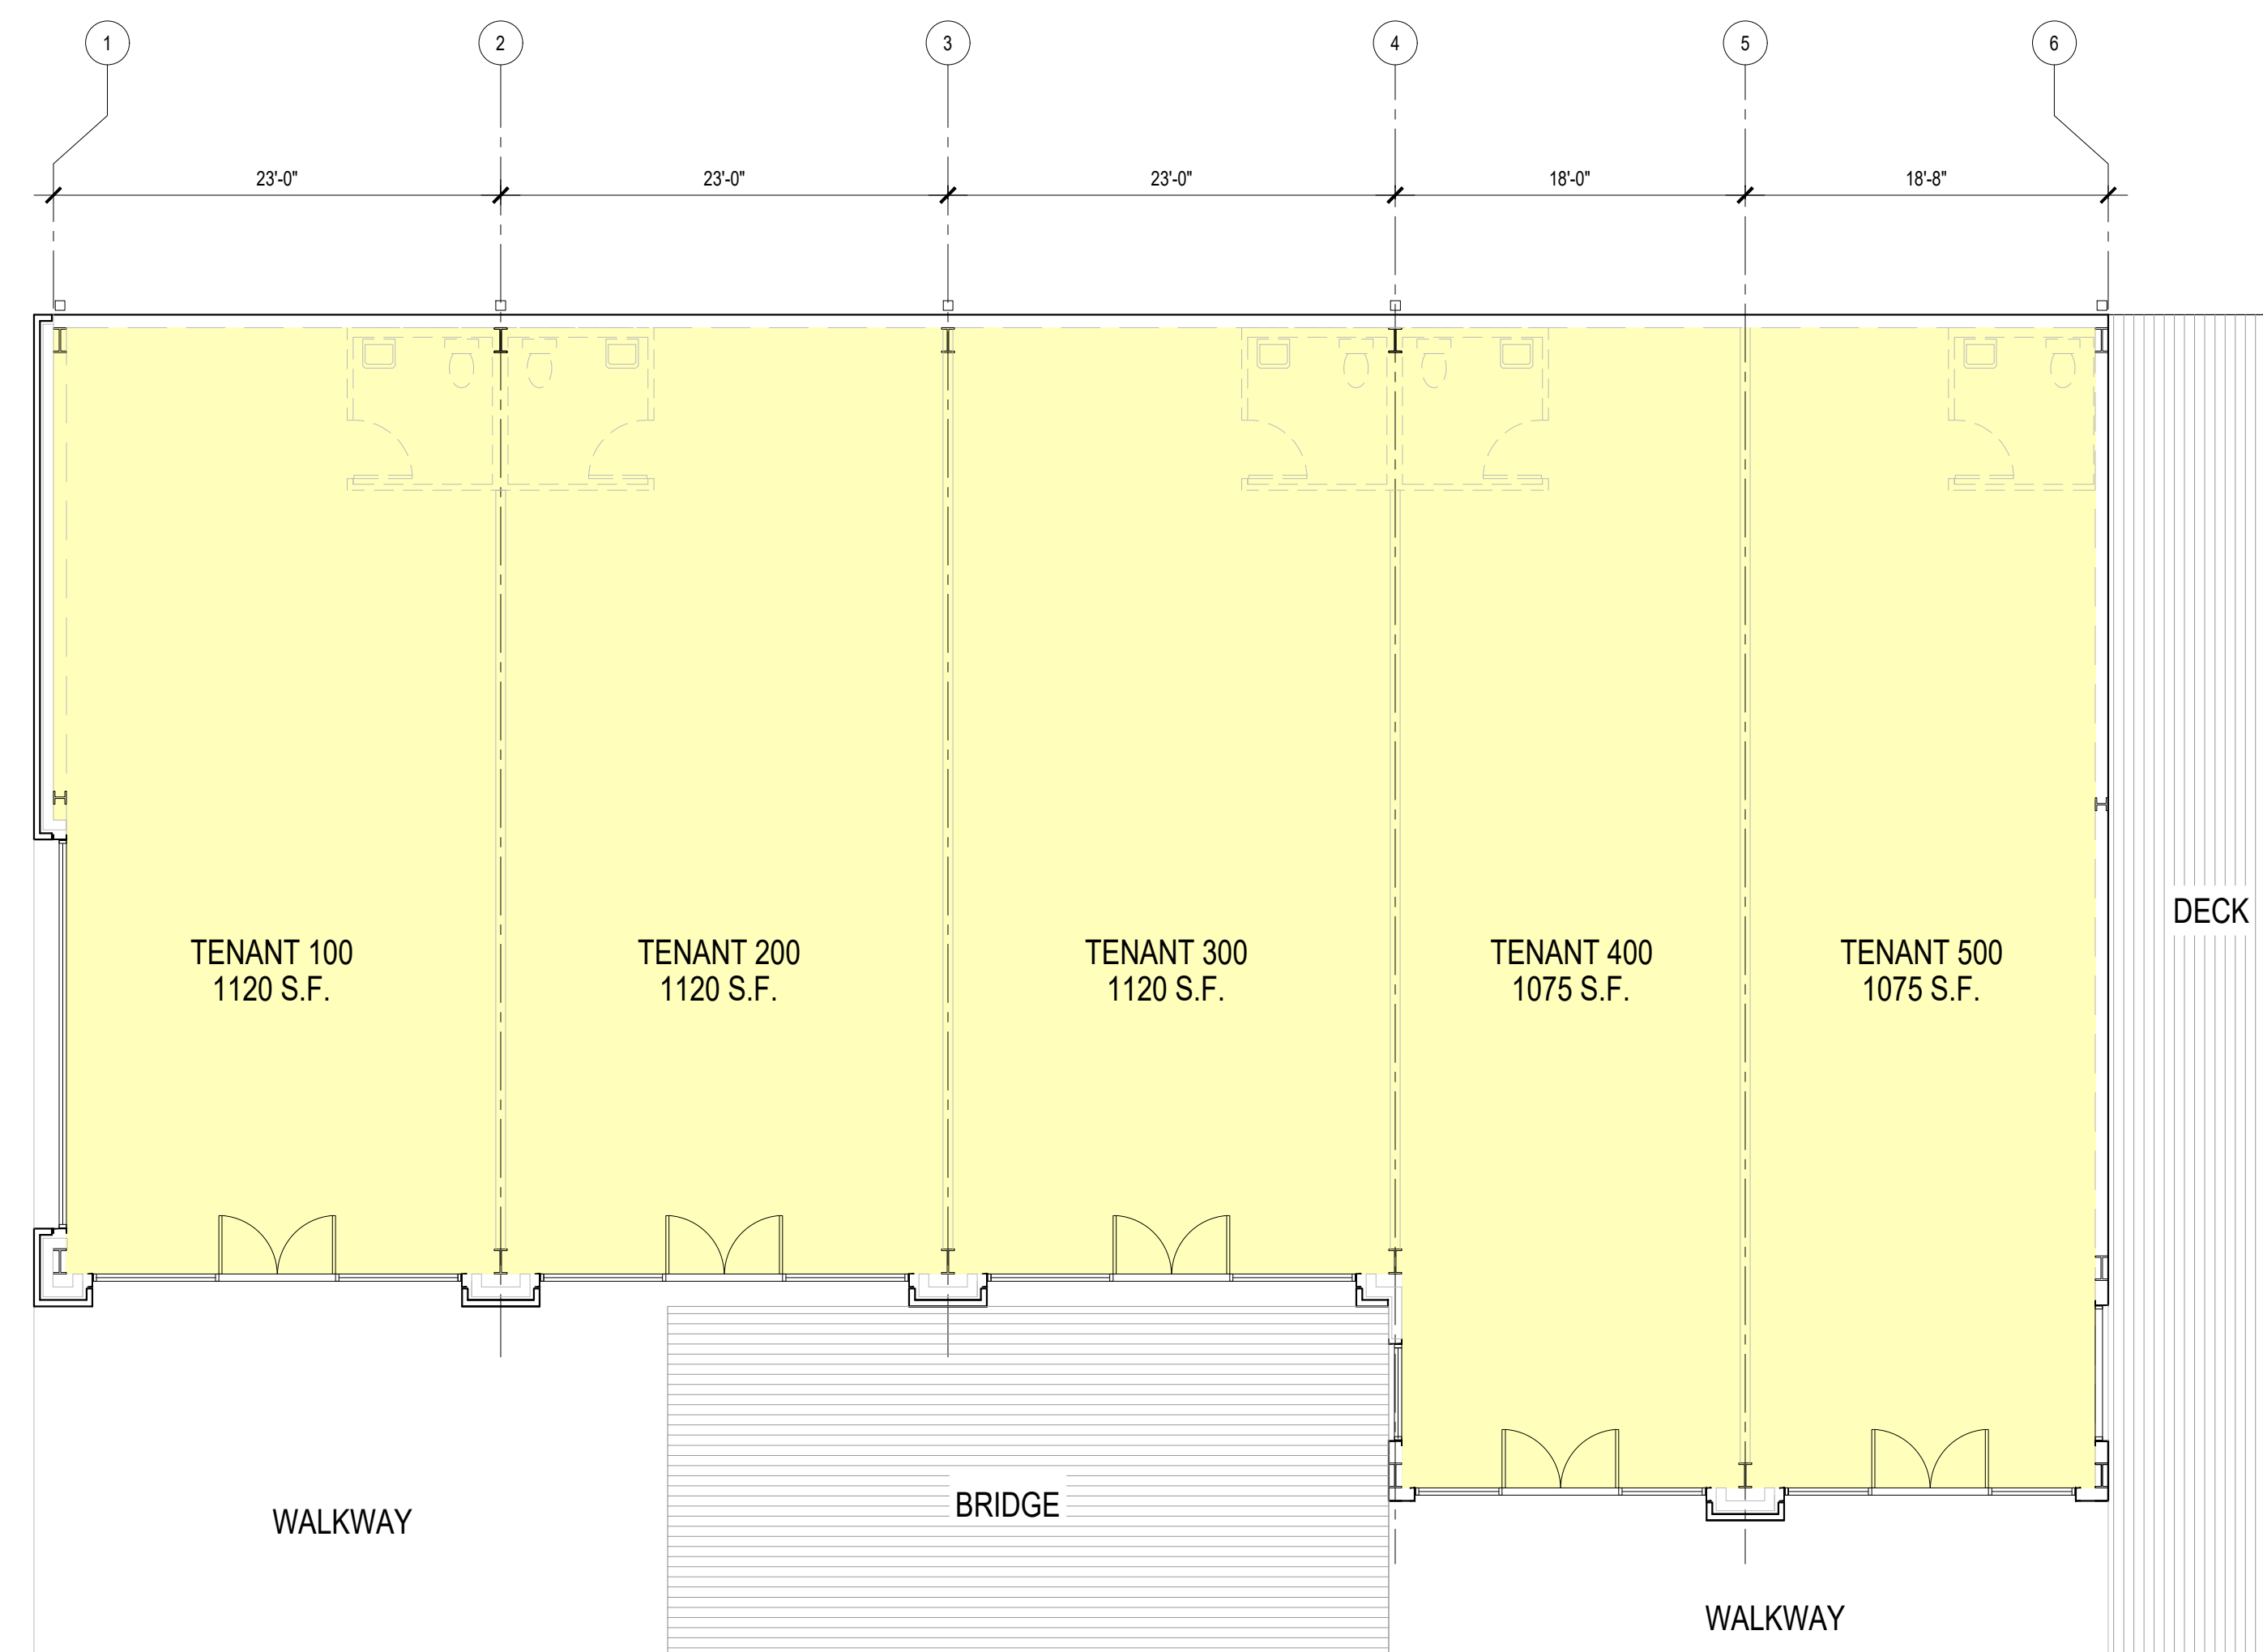 1
2
3
4
5
6
23'-0"
23'-0"
23'-0"
18'-0"
18'-8"
TENANT 100
1120 S.F.
TENANT 200
1120 S.F.
TENANT 300
1120 S.F.
TENANT 400
1075 S.F.
TENANT 500
1075 S.F.
DECK
WALKWAY
BRIDGE
WALKWAY